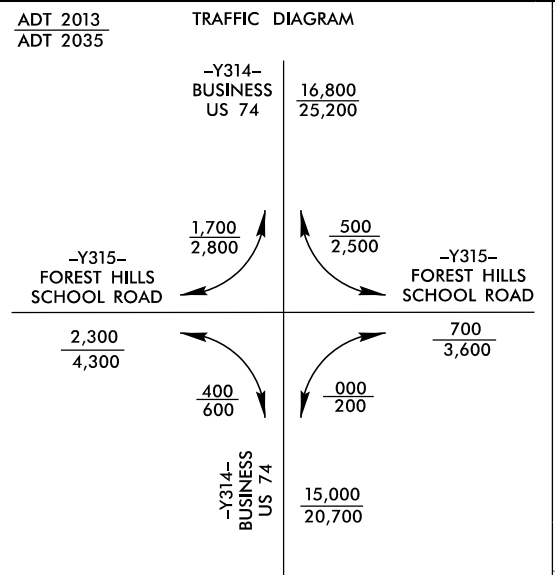 ADT 2013
ADT 2035
TRAFFIC DIAGRAM
-Y314-
BUSINESS
US 74
16,800
25,200
1,700
2,800
500
2,500
-Y315-
FOREST HILLS
SCHOOL ROAD
-Y315-
FOREST HILLS
SCHOOL ROAD
2,300
4,300
700
3,600
400
600
000
200
-Y314-
BUSINESS
US 74
15,000
20,700